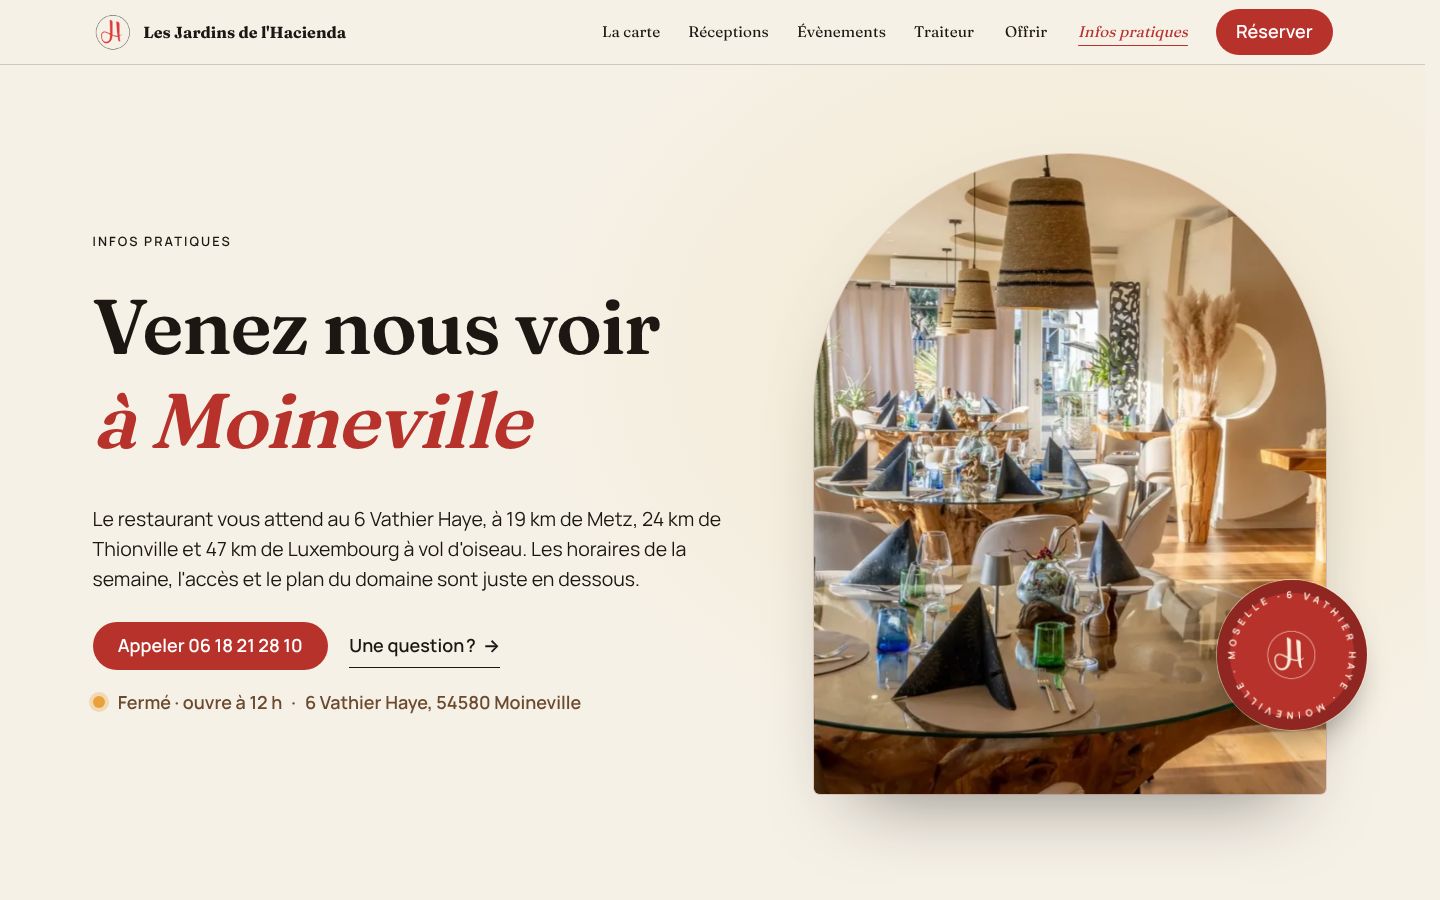 Les Jardins de l'Hacienda
La carte
Réceptions
Évènements
Traiteur
Offrir
Infos pratiques
Réserver
INFOS PRATIQUES
Venez nous voir
à Moineville
Le restaurant vous attend au 6 Vathier Haye, à 19 km de Metz, 24 km de
Thionville et 47 km de Luxembourg à vol d'oiseau. Les horaires de la
semaine, l'accès et le plan du domaine sont juste en dessous.
Appeler 06 18 21 28 10
Une question ? →
Fermé · ouvre à 12 h · 6 Vathier Haye, 54580 Moineville
6 VATHIER HAYE · MOINEVILLE · MOSELLE ·
H